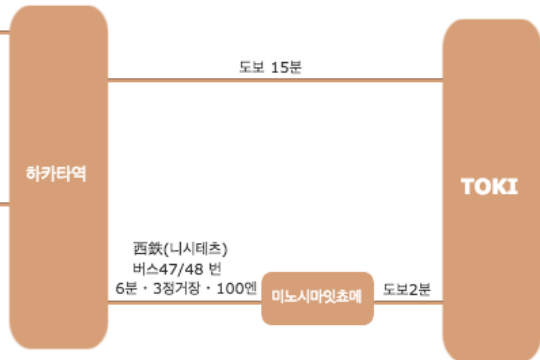 도보 15분
하카타역
TOKI
西鉄(니시테츠)
버스47/48 번
6분・3정거장・100엔
미노시마잇쵸메
도보2분